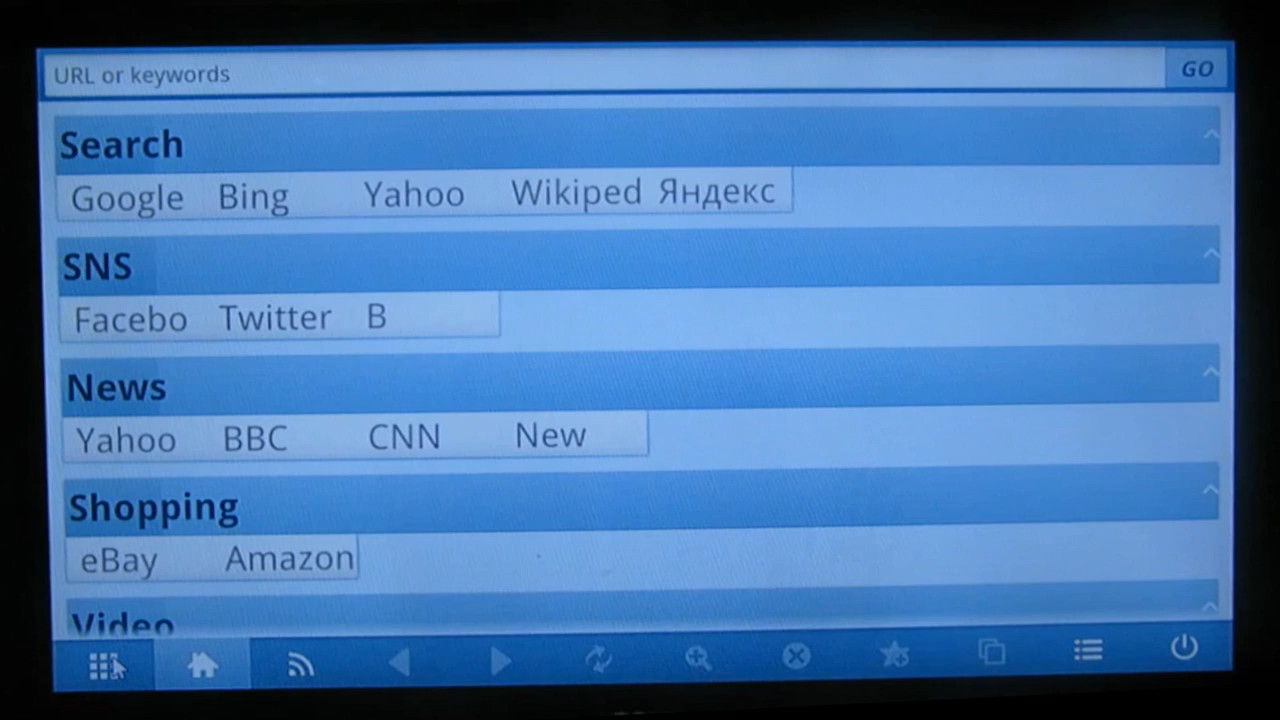 URL or keywords GO
Search
Google Bing Yahoo Wikiped Яндекс
SNS
Facebo Twitter B
News
Yahoo BBC CNN New
Shopping
eBay Amazon
Video